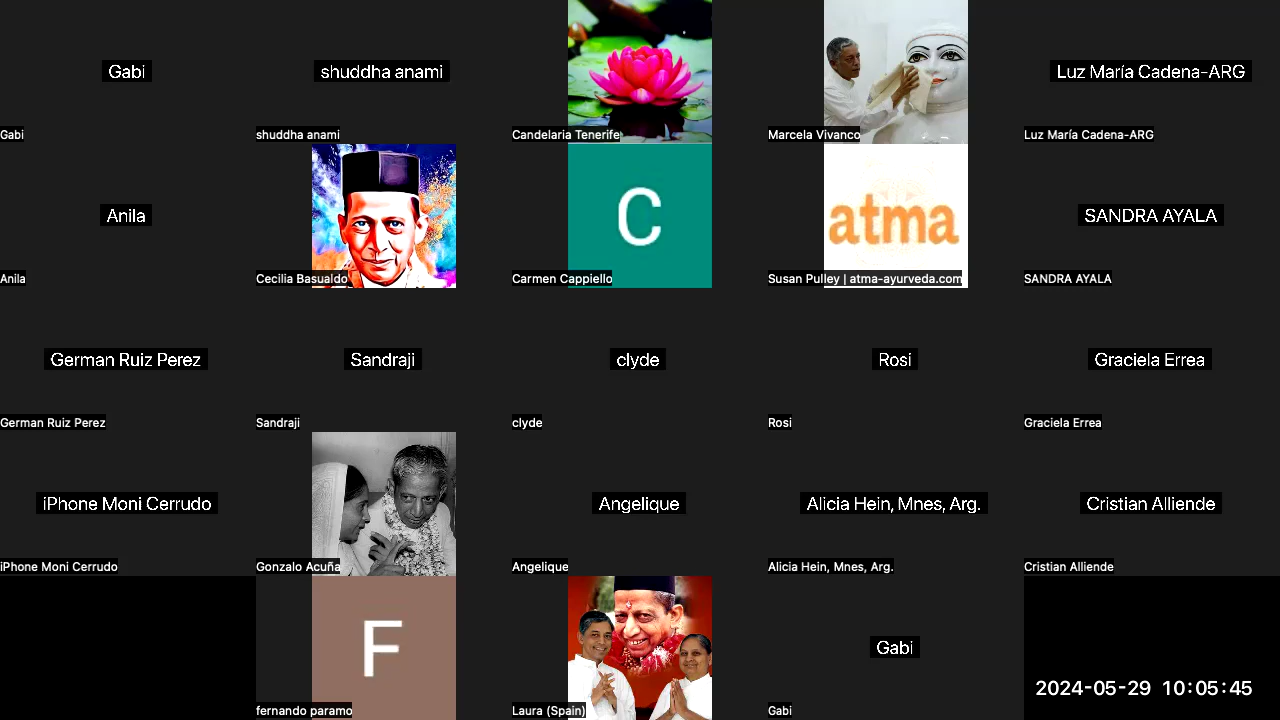 Gabi
shuddha anami
Luz María Cadena-ARG
Gabi
shuddha anami
Candelaria Tenerife
Marcela Vivanco
Luz María Cadena-ARG
Anila
C
atma
SANDRA AYALA
Anila
Cecilia Basualdo
Carmen Cappiello
Susan Pulley | atma-ayurveda.com
SANDRA AYALA
German Ruiz Perez
Sandraji
clyde
Rosi
Graciela Errea
German Ruiz Perez
Sandraji
clyde
Rosi
Graciela Errea
iPhone Moni Cerrudo
Angelique
Alicia Hein, Mnes, Arg.
Cristian Alliende
iPhone Moni Cerrudo
Gonzalo Acuña
Angelique
Alicia Hein, Mnes, Arg.
Cristian Alliende
F
Gabi
2024-05-29 10:05:45
fernando paramo
Laura (Spain)
Gabi